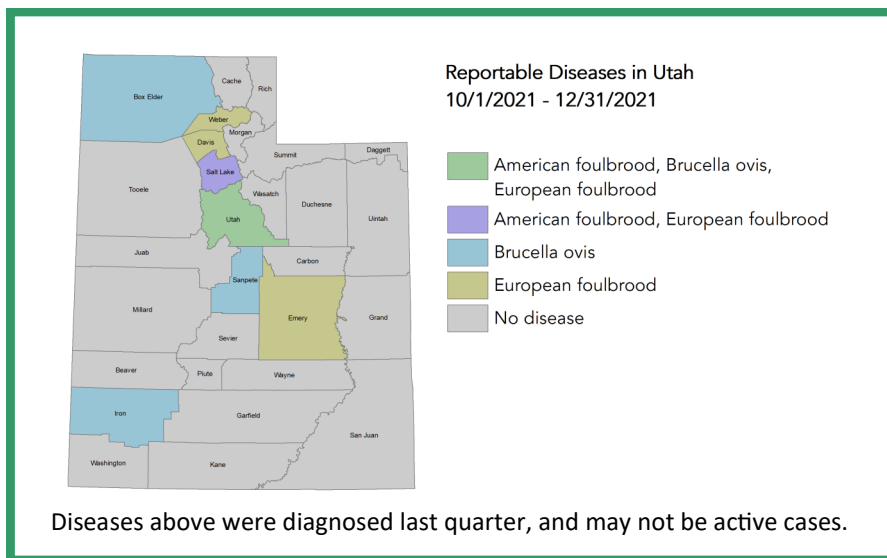 Reportable Diseases in Utah
10/1/2021 - 12/31/2021
American foulbrood, Brucella ovis,
European foulbrood
American foulbrood, European foulbrood
Brucella ovis
European foulbrood
No disease
Cache
Rich
Box Elder
Weber
Morgan
Davis
Summit
Daggett
Salt Lake
Tooele
Wasatch
Duchesne
Uintah
Utah
Juab
Carbon
Sanpete
Millard
Emery
Grand
Sevier
Beaver
Piute
Wayne
Iron
Garfield
San Juan
Washington
Kane
Diseases above were diagnosed last quarter, and may not be active cases.